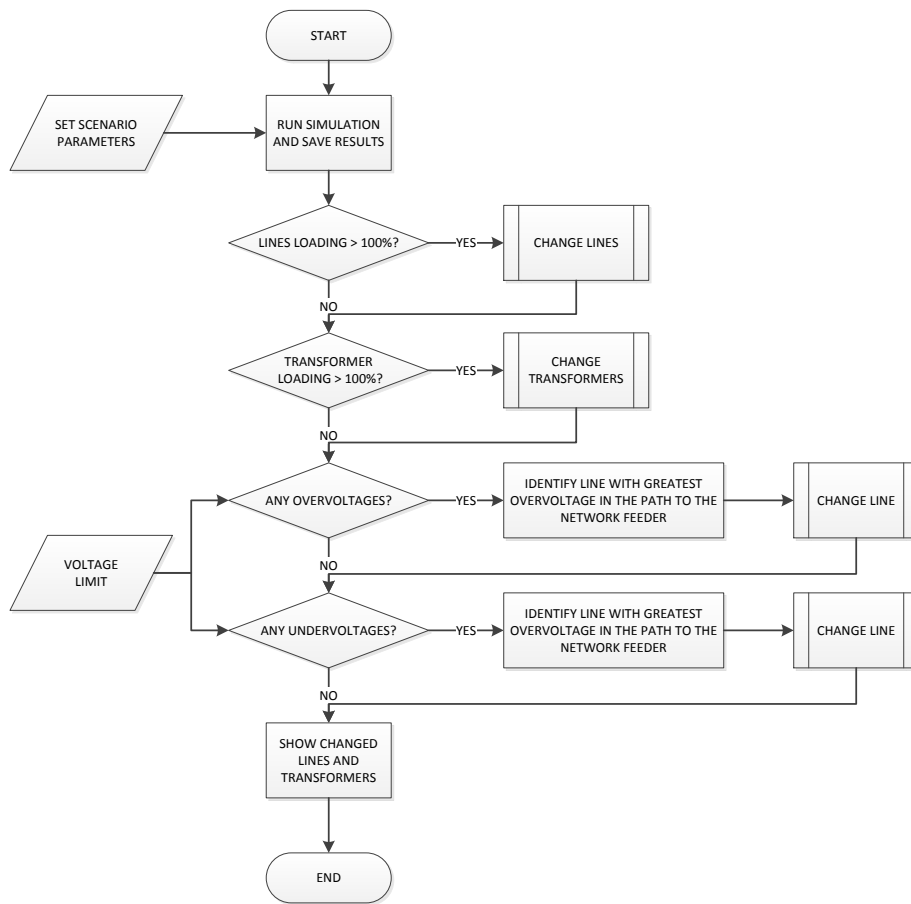 START
SET SCENARIO
PARAMETERS
RUN SIMULATION
AND SAVE RESULTS
LINES LOADING > 100%?
YES
CHANGE LINES
NO
TRANSFORMER
LOADING > 100%?
YES
CHANGE
TRANSFORMERS
NO
ANY OVERVOLTAGES?
YES
IDENTIFY LINE WITH GREATEST
OVERVOLTAGE IN THE PATH TO THE
NETWORK FEEDER
CHANGE LINE
VOLTAGE
LIMIT
NO
ANY UNDERVOLTAGES?
YES
IDENTIFY LINE WITH GREATEST
OVERVOLTAGE IN THE PATH TO THE
NETWORK FEEDER
CHANGE LINE
NO
SHOW CHANGED
LINES AND
TRANSFORMERS
END